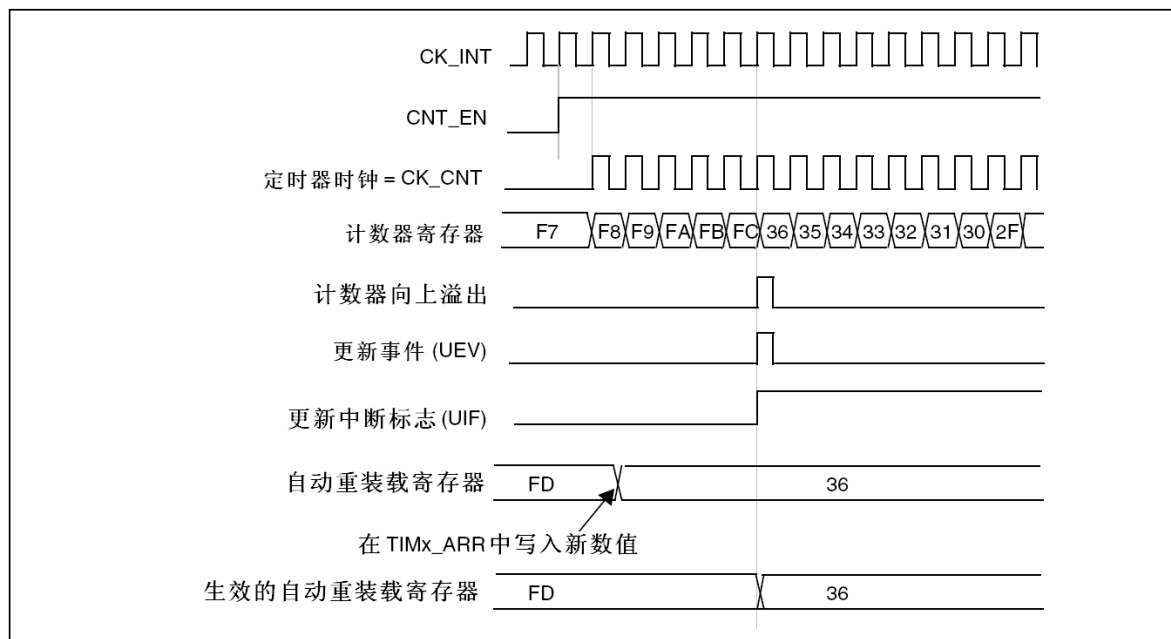 CK_INT
CNT_EN
定时器时钟 = CK_CNT
计数器寄存器 F7 F8 F9 FA FB FC 36 35 34 33 32 31 30 2F
计数器向上溢出
更新事件 (UEV)
更新中断标志 (UIF)
自动重装载寄存器 FD 36
在 TIMx_ARR 中写入新数值
生效的自动重装载寄存器 FD 36